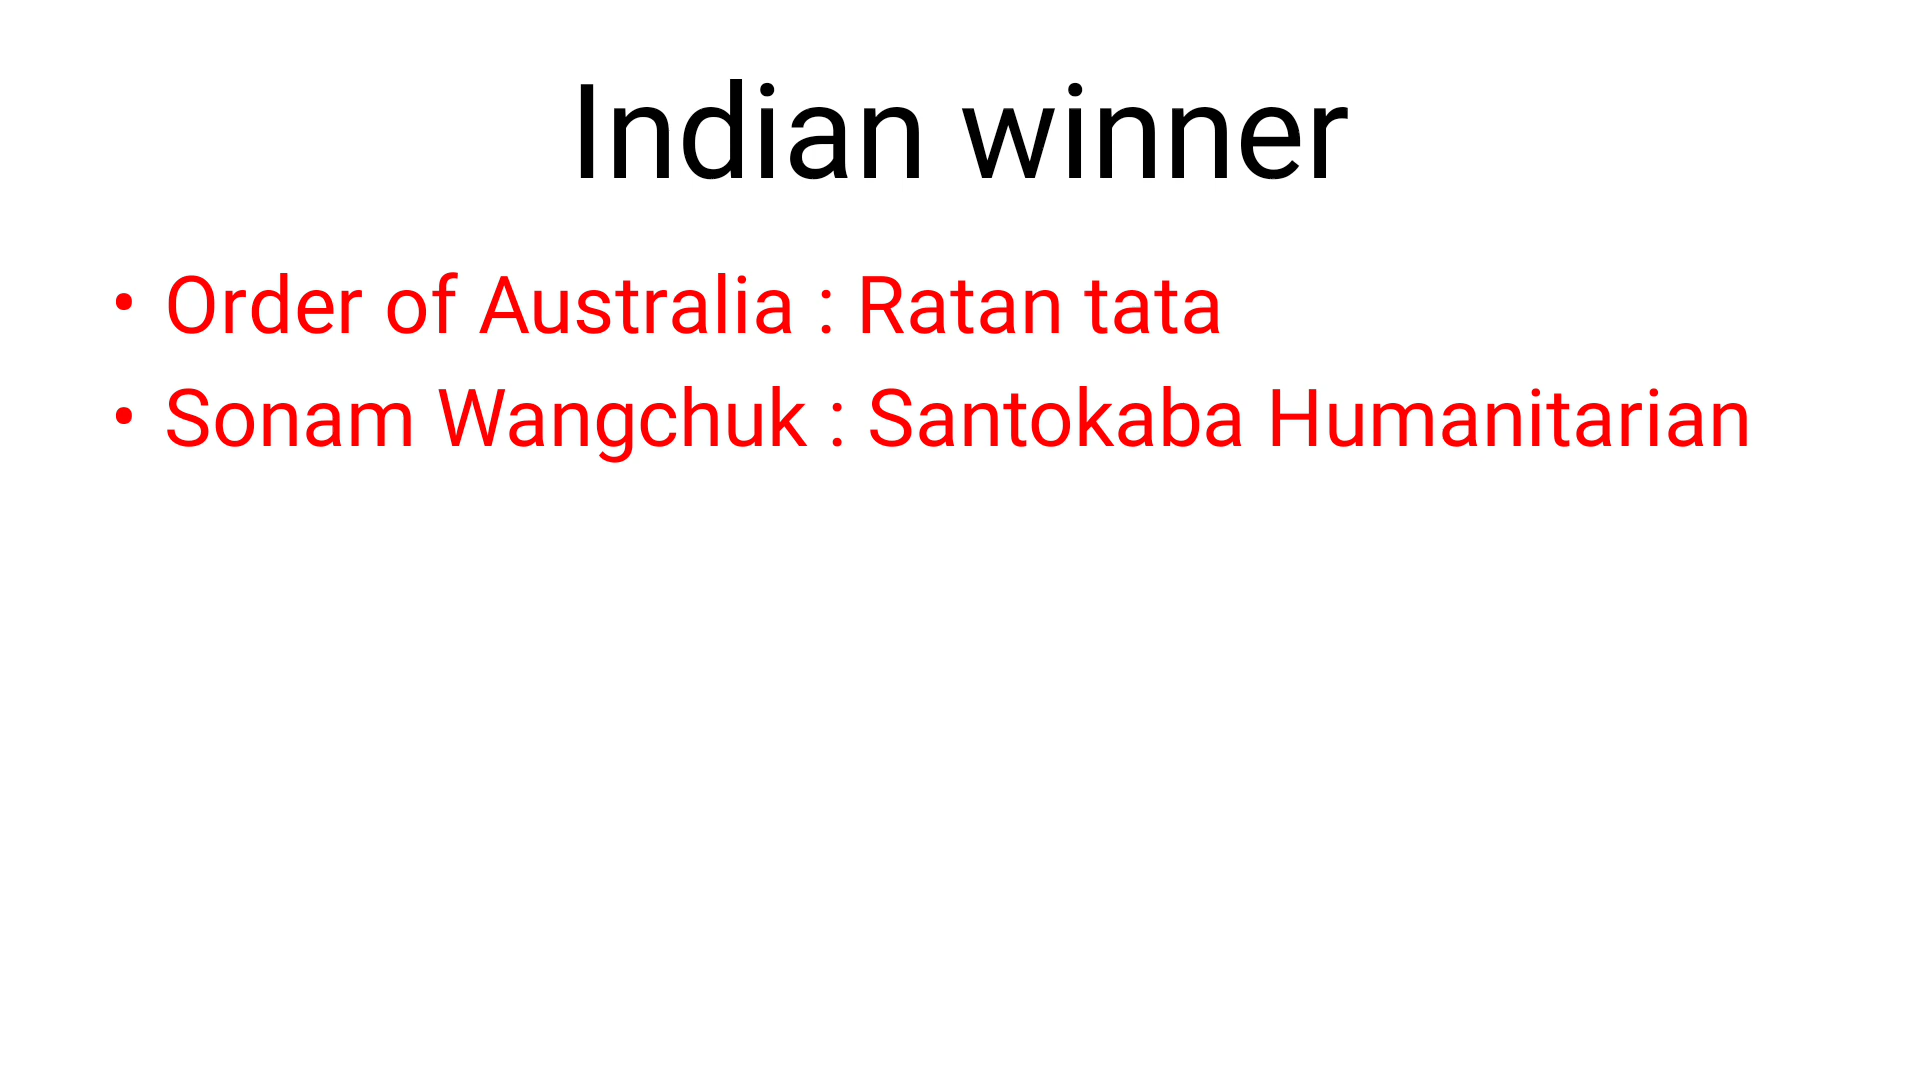 Indian winner
• Order of Australia : Ratan tata
• Sonam Wangchuk : Santokaba Humanitarian